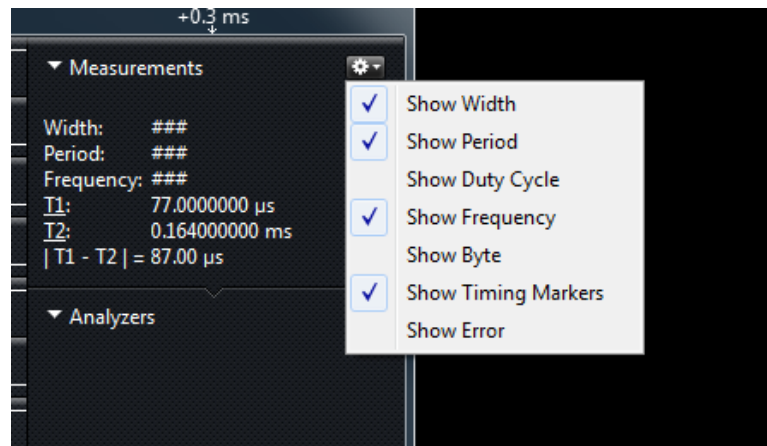 +0.3 ms
Measurements
Width: ###
Period: ###
Frequency: ###
T1: 77.0000000 µs
T2: 0.164000000 ms
| T1 - T2 | = 87.00 µs
Analyzers
Show Width
Show Period
Show Duty Cycle
Show Frequency
Show Byte
Show Timing Markers
Show Error